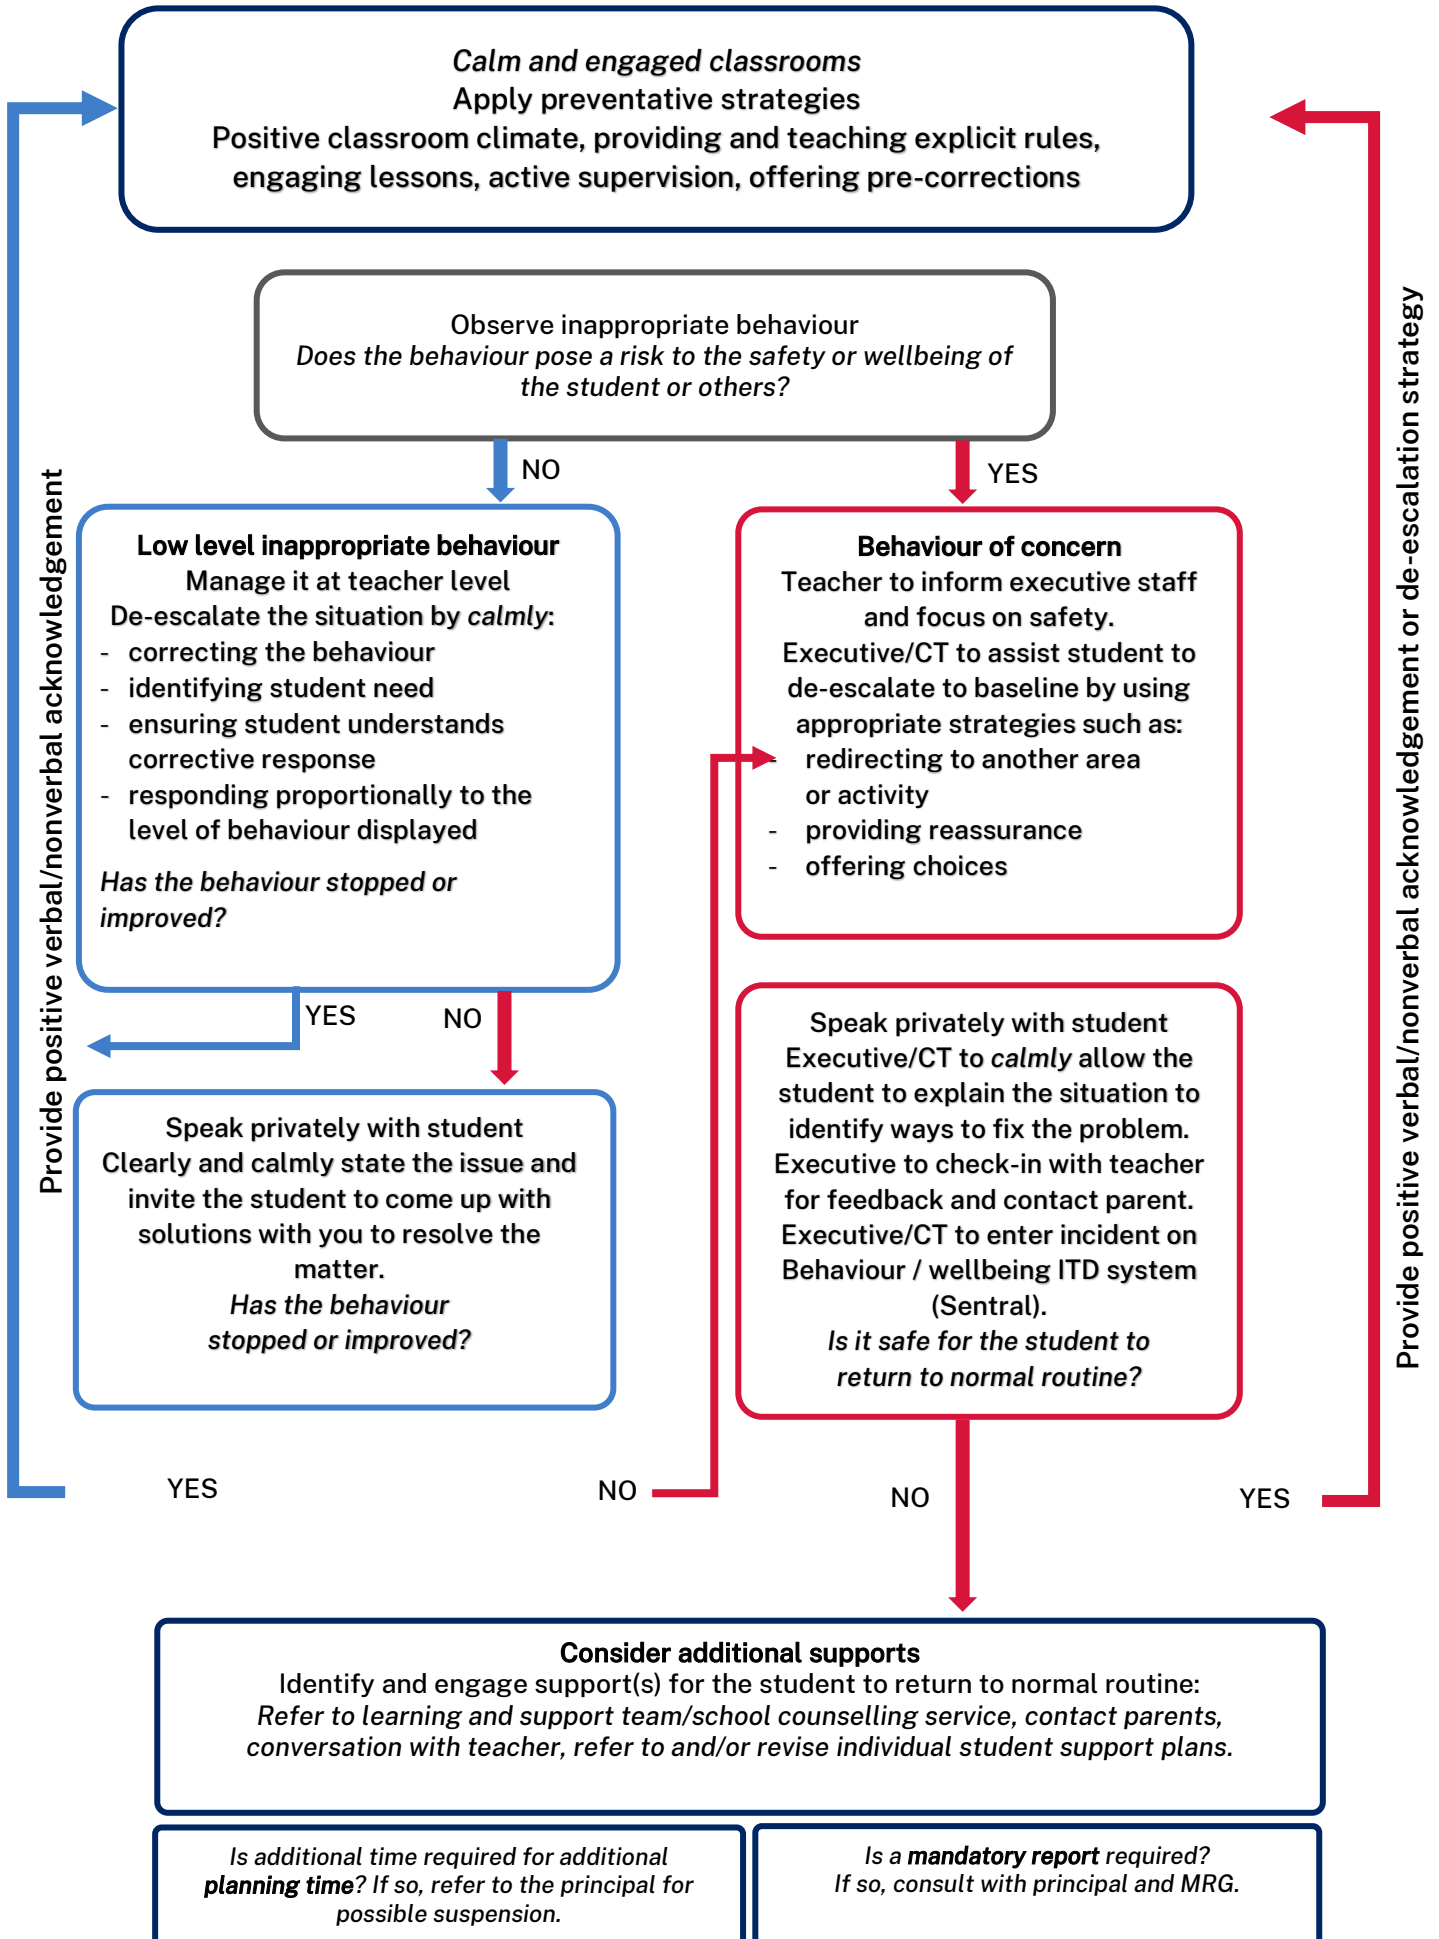 Calm and engaged classrooms
Apply preventative strategies
Positive classroom climate, providing and teaching explicit rules,
engaging lessons, active supervision, offering pre-corrections
Observe inappropriate behaviour
Does the behaviour pose a risk to the safety or wellbeing of
the student or others?
NO
YES
Provide positive verbal/nonverbal acknowledgement
Low level inappropriate behaviour
Manage it at teacher level
De-escalate the situation by calmly:
- correcting the behaviour
- identifying student need
- ensuring student understands
corrective response
- responding proportionally to the
level of behaviour displayed
Has the behaviour stopped or
improved?
YES
NO
Speak privately with student
Clearly and calmly state the issue and
invite the student to come up with
solutions with you to resolve the
matter.
Has the behaviour
stopped or improved?
YES
NO
Behaviour of concern
Teacher to inform executive staff
and focus on safety.
Executive/CT to assist student to
de-escalate to baseline by using
appropriate strategies such as:
- redirecting to another area
or activity
- providing reassurance
- offering choices
Speak privately with student
Executive/CT to calmly allow the
student to explain the situation to
identify ways to fix the problem.
Executive to check-in with teacher
for feedback and contact parent.
Executive/CT to enter incident on
Behaviour / wellbeing ITD system
(Sentral).
Is it safe for the student to
return to normal routine?
NO
YES
Provide positive verbal/nonverbal acknowledgement or de-escalation strategy
Consider additional supports
Identify and engage support(s) for the student to return to normal routine:
Refer to learning and support team/school counselling service, contact parents,
conversation with teacher, refer to and/or revise individual student support plans.
Is additional time required for additional
planning time? If so, refer to the principal for
possible suspension.
Is a mandatory report required?
If so, consult with principal and MRG.